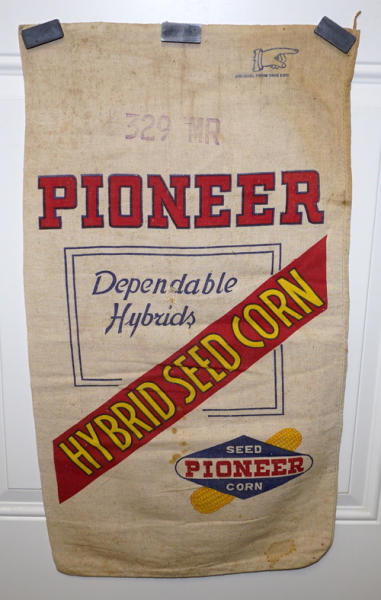 329 MR
PIONEER
Dependable
Hybrids
HYBRID SEED CORN
SEED
PIONEER
CORN